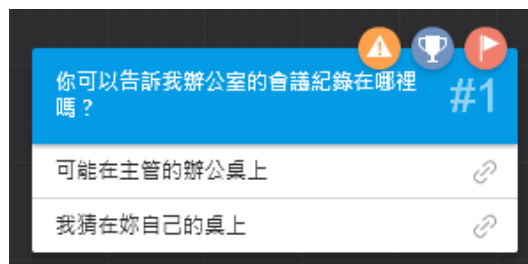 你可以告訴我辦公室的會議紀錄在哪裡
嗎？
#1
可能在主管的辦公桌上
我猜在妳自己的桌上